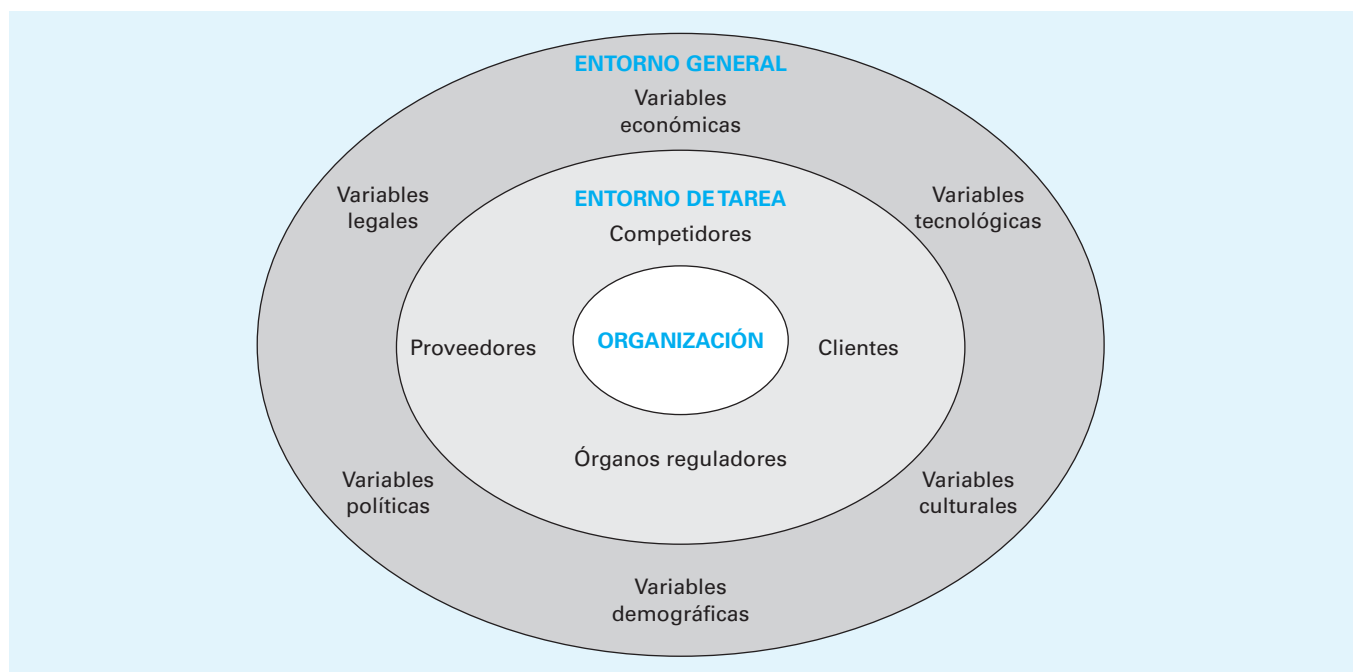 ENTORNO GENERAL
Variables
económicas
Variables
legales
Variables
tecnológicas
ENTORNO DE TAREA
Competidores
Proveedores
ORGANIZACIÓN
Clientes
Órganos reguladores
Variables
políticas
Variables
culturales
Variables
demográficas